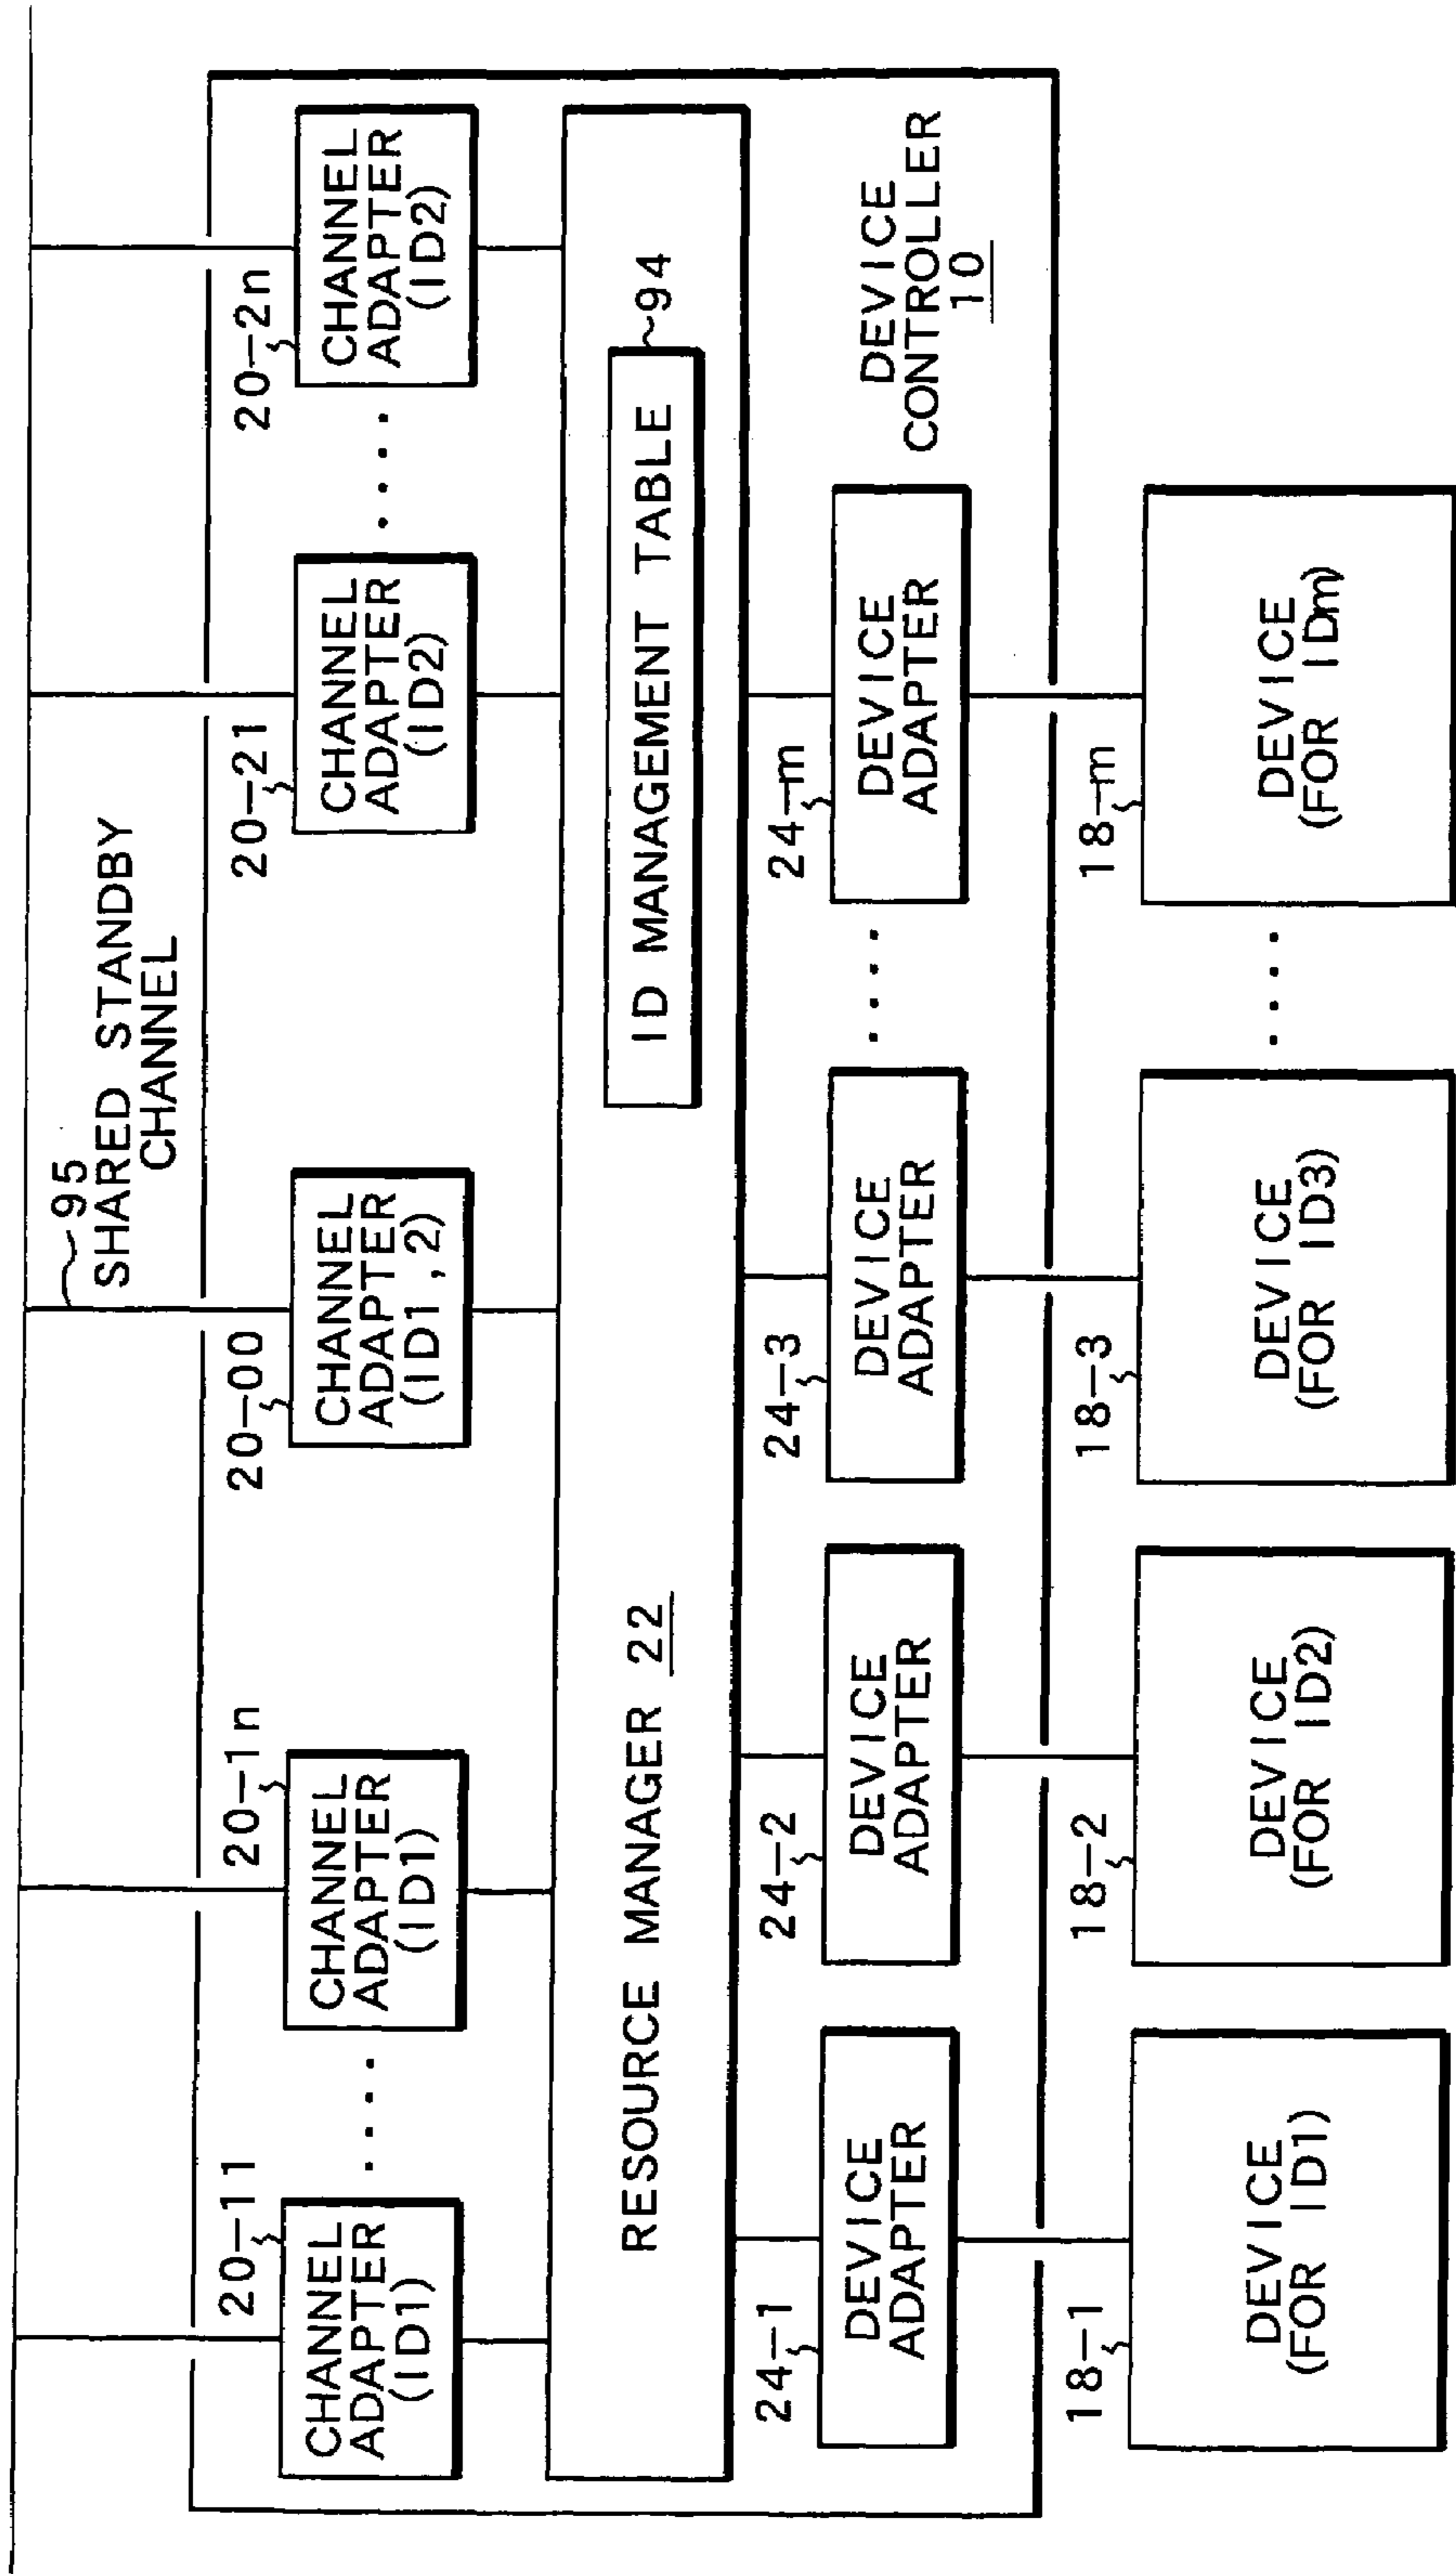 95
SHARED STANDBY
CHANNEL
20-11
20-1n
20-00
20-21
20-2n
CHANNEL
ADAPTER
(ID1)
CHANNEL
ADAPTER
(ID1)
CHANNEL
ADAPTER
(ID1,2)
CHANNEL
ADAPTER
(ID2)
CHANNEL
ADAPTER
(ID2)
RESOURCE MANAGER 22
ID MANAGEMENT TABLE
94
24-1
DEVICE
ADAPTER
24-2
DEVICE
ADAPTER
24-3
DEVICE
ADAPTER
24-m
DEVICE
ADAPTER
DEVICE
CONTROLLER
10
18-1
DEVICE
(FOR ID1)
18-2
DEVICE
(FOR ID2)
18-3
DEVICE
(FOR ID3)
18-m
DEVICE
(FOR IDm)